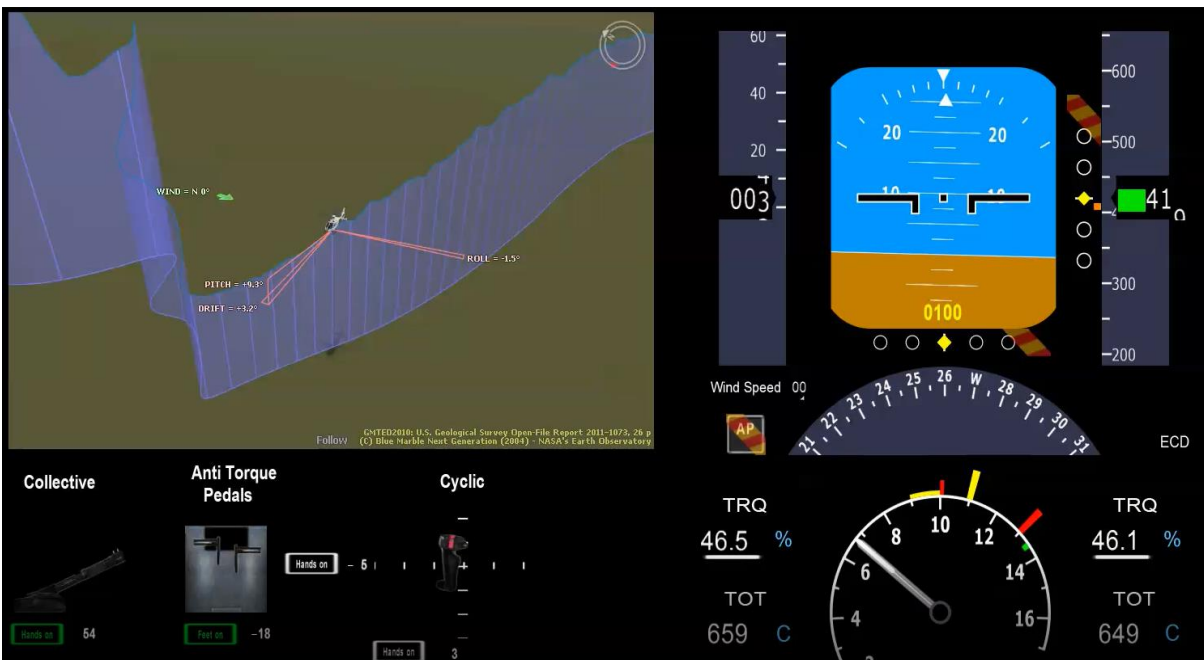 N
WIND = N 0°
PITCH = +9.3°
ROLL = -1.5°
DRIFT = +3.2°
GMTED2010: U.S. Geological Survey Open-File Report 2011-1073, 26 p
Follow (C) Blue Marble Next Generation (2004) - NASA's Earth Observatory
60
40
20
003
20 20
10 10
0100
600
500
41
300
200
Wind Speed
AP
21 22 23 24 25 26 W 28 29 30 31
ECD
Collective
Anti Torque
Pedals
Cyclic
Hands on - 5
Hands on 54
Feet on -18
Hands on 3
TRQ
46.5 %
TOT
659 C
4 6 8 10 12 14 16
TRQ
46.1 %
TOT
649 C